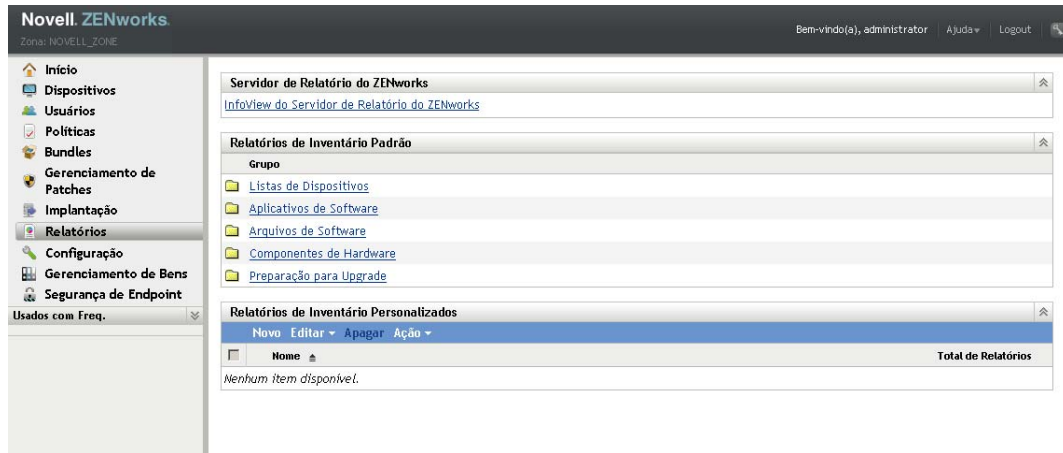 Novell. ZENworks.
Zona: NOVELL_ZONE
Bem-vindo(a), administrator
Ajuda
Logout
Início
Dispositivos
Usuários
Políticas
Bundles
Gerenciamento de
Patches
Implantação
Relatórios
Configuração
Gerenciamento de Bens
Segurança de Endpoint
Usados com Freq.
Servidor de Relatório do ZENworks
InfoView do Servidor de Relatório do ZENworks
Relatórios de Inventário Padrão
Grupo
Listas de Dispositivos
Aplicativos de Software
Arquivos de Software
Componentes de Hardware
Preparação para Upgrade
Relatórios de Inventário Personalizados
Novo Editar Apagar Ação
Nome Total de Relatórios
Nenhum item disponível.